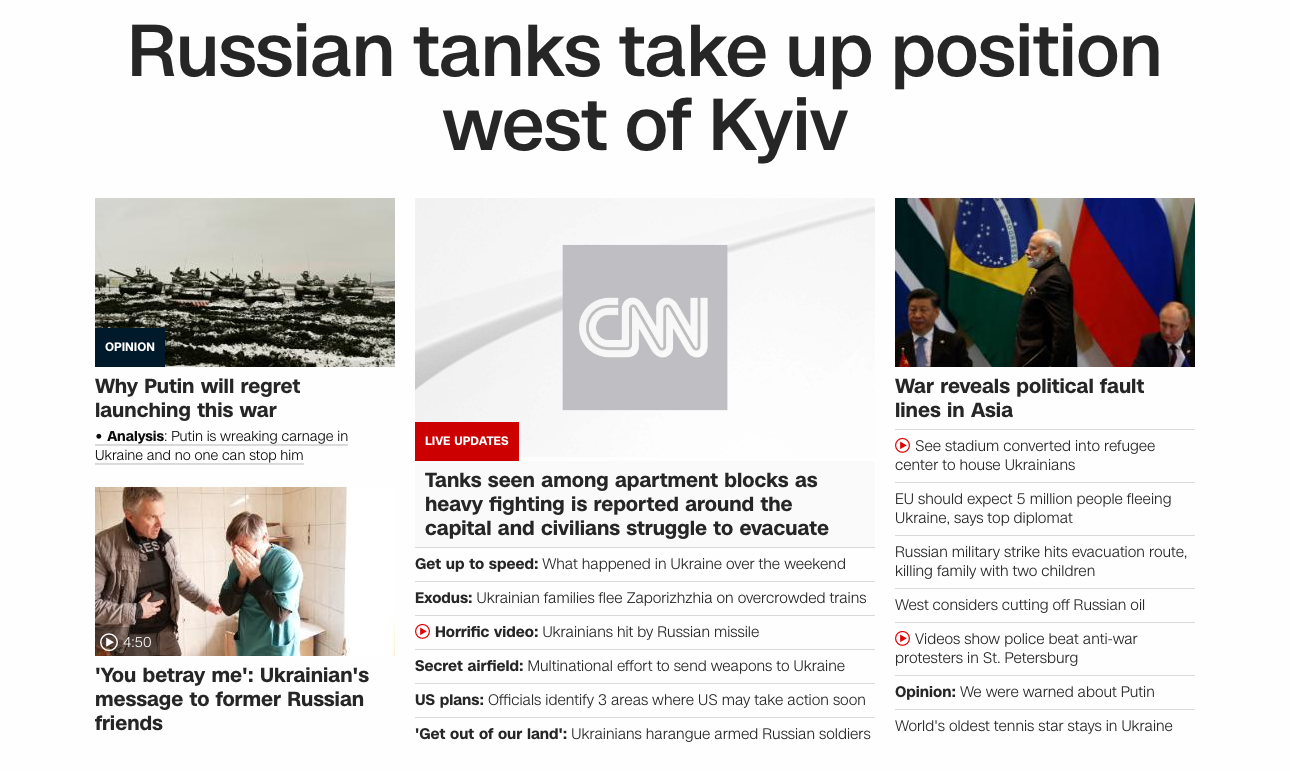 Russian tanks take up position
west of Kyiv
OPINION
Why Putin will regret
launching this war
• Analysis: Putin is wreaking carnage in
Ukraine and no one can stop him
RES
4:50
'You betray me': Ukrainian's
message to former Russian
friends
CNN
LIVE UPDATES
Tanks seen among apartment blocks as
heavy fighting is reported around the
capital and civilians struggle to evacuate
Get up to speed: What happened in Ukraine over the weekend
Exodus: Ukrainian families flee Zaporizhzhia on overcrowded trains
Horrific video: Ukrainians hit by Russian missile
Secret airfield: Multinational effort to send weapons to Ukraine
US plans: Officials identify 3 areas where US may take action soon
'Get out of our land': Ukrainians harangue armed Russian soldiers
War reveals political fault
lines in Asia
See stadium converted into refugee
center to house Ukrainians
EU should expect 5 million people fleeing
Ukraine, says top diplomat
Russian military strike hits evacuation route,
killing family with two children
West considers cutting off Russian oil
Videos show police beat anti-war
protesters in St. Petersburg
Opinion: We were warned about Putin
World's oldest tennis star stays in Ukraine